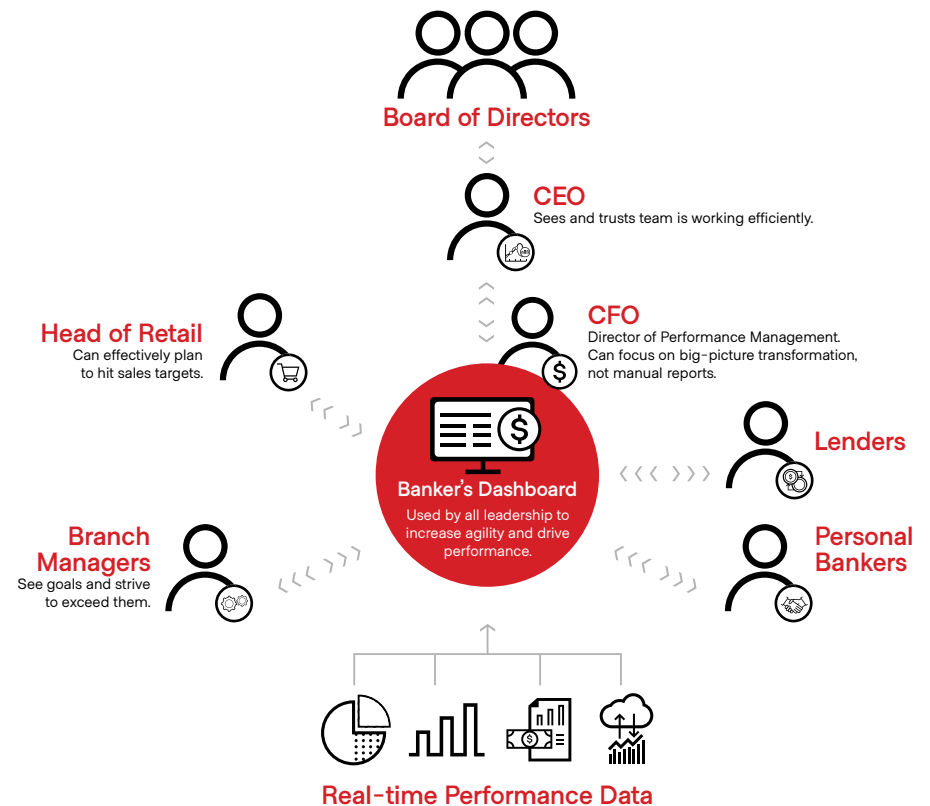 Board of Directors
CEO
Sees and trusts team is working efficiently.
CFO
Director of Performance Management.
Can focus on big-picture transformation,
not manual reports.
Head of Retail
Can effectively plan
to hit sales targets.
$
$
Banker's Dashboard
Used by all leadership to
increase agility and drive
performance.
Lenders
$
Branch
Managers
See goals and strive
to exceed them.
Personal
Bankers
$
Real-time Performance Data